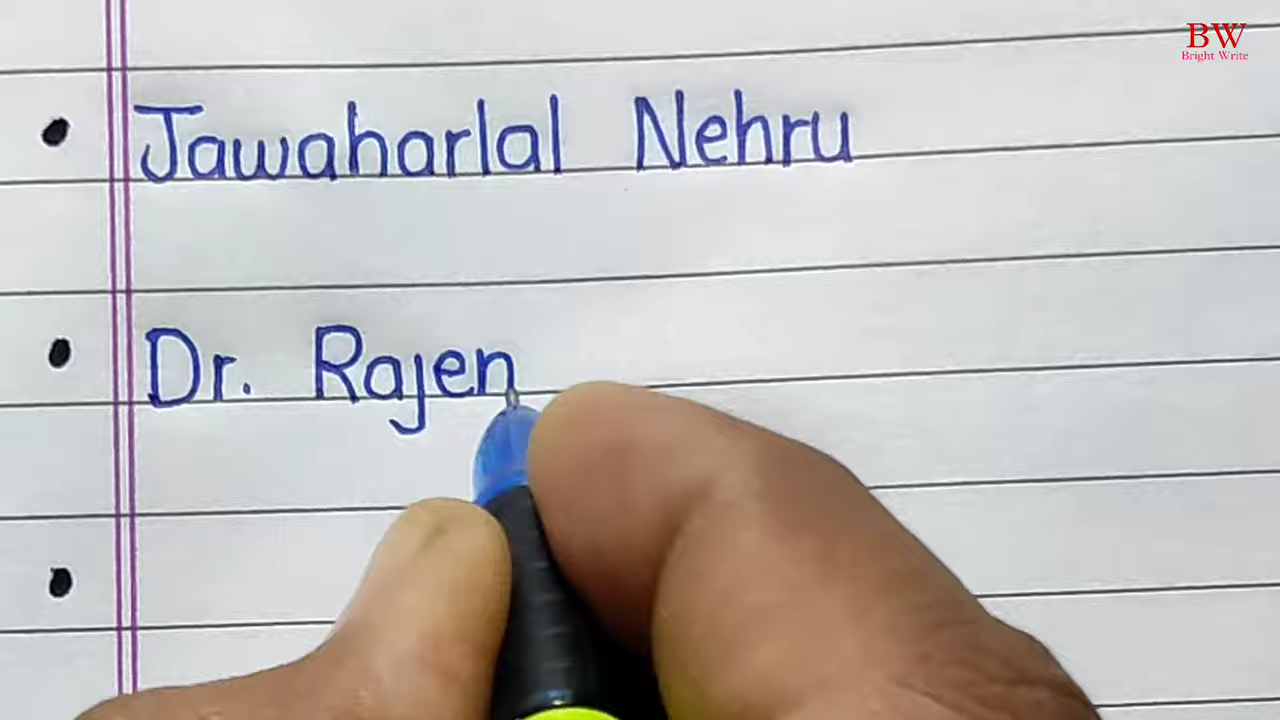 BW
Bright Write
• Jawaharlal Nehru
• Dr. Rajen
•